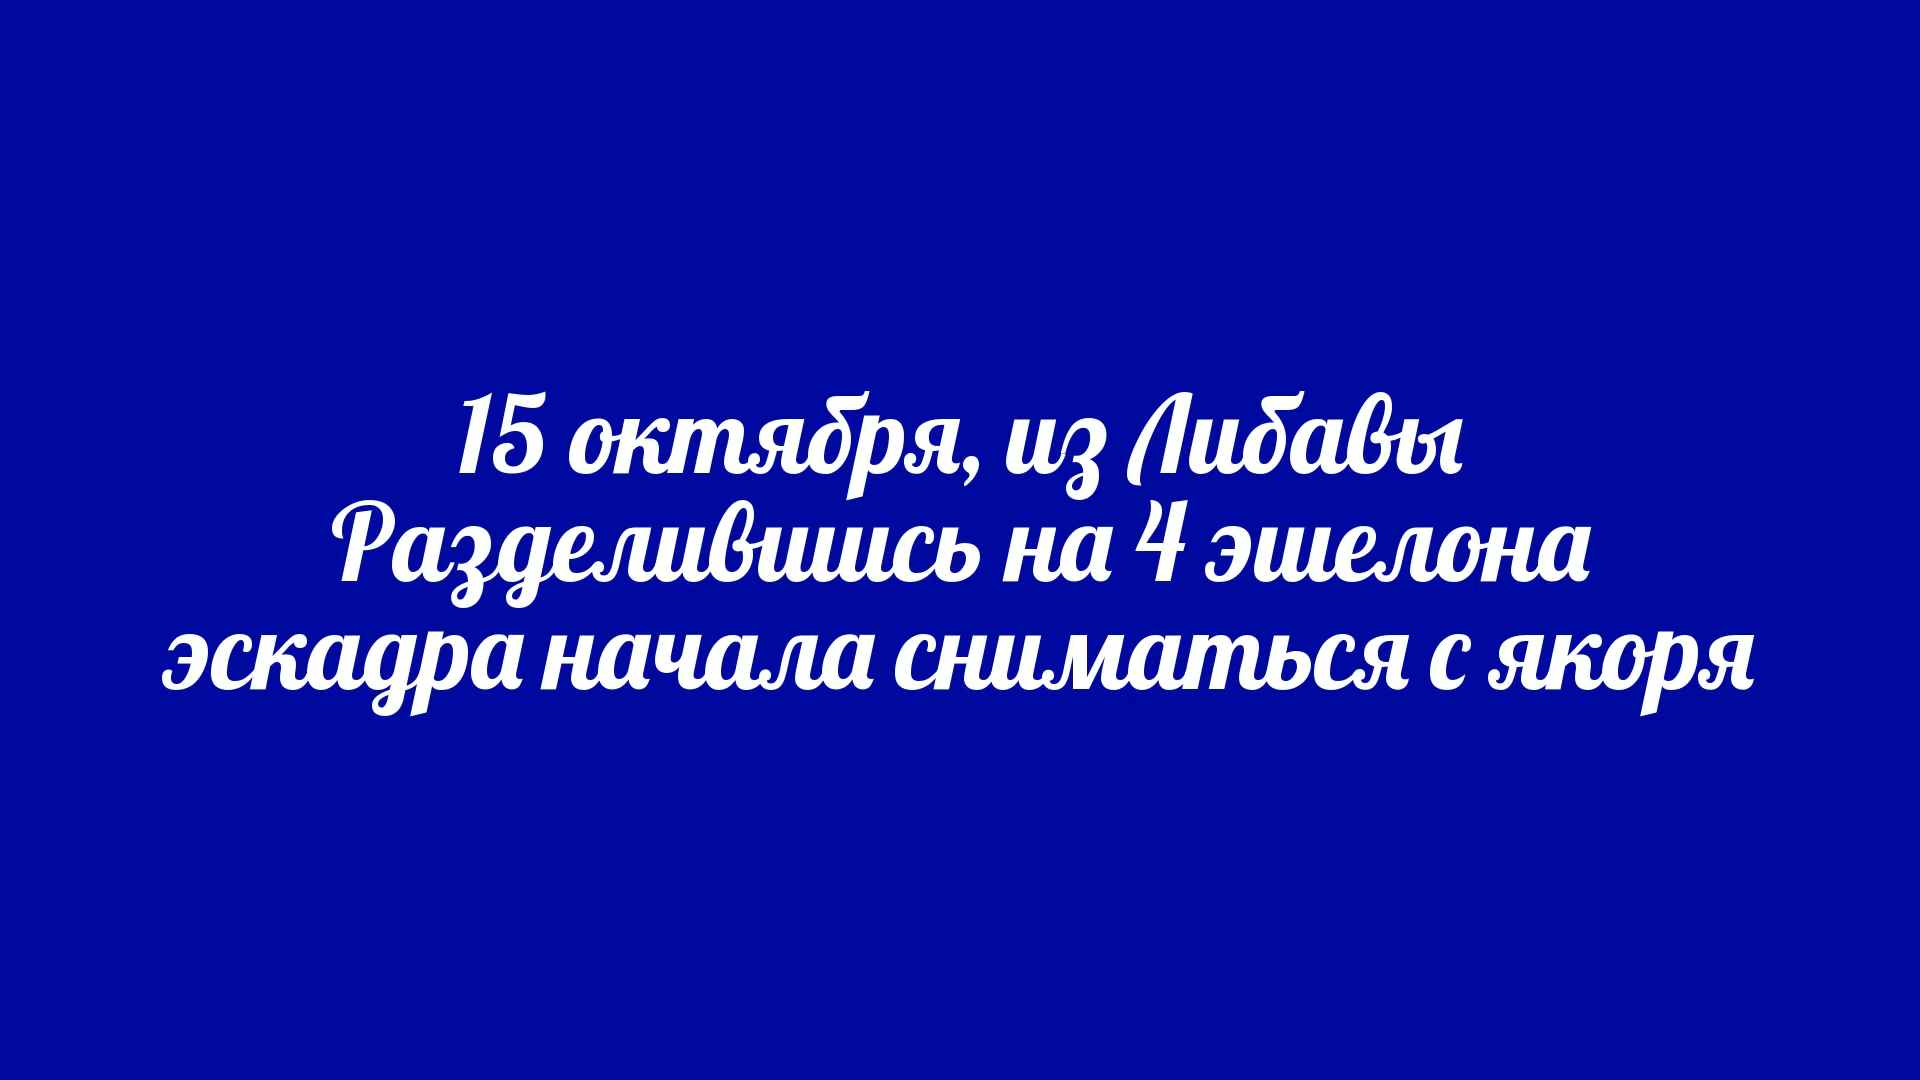 15 октября, из Либавы
Разделившись на 4 эшелона
эскадра начала сниматься с якоря